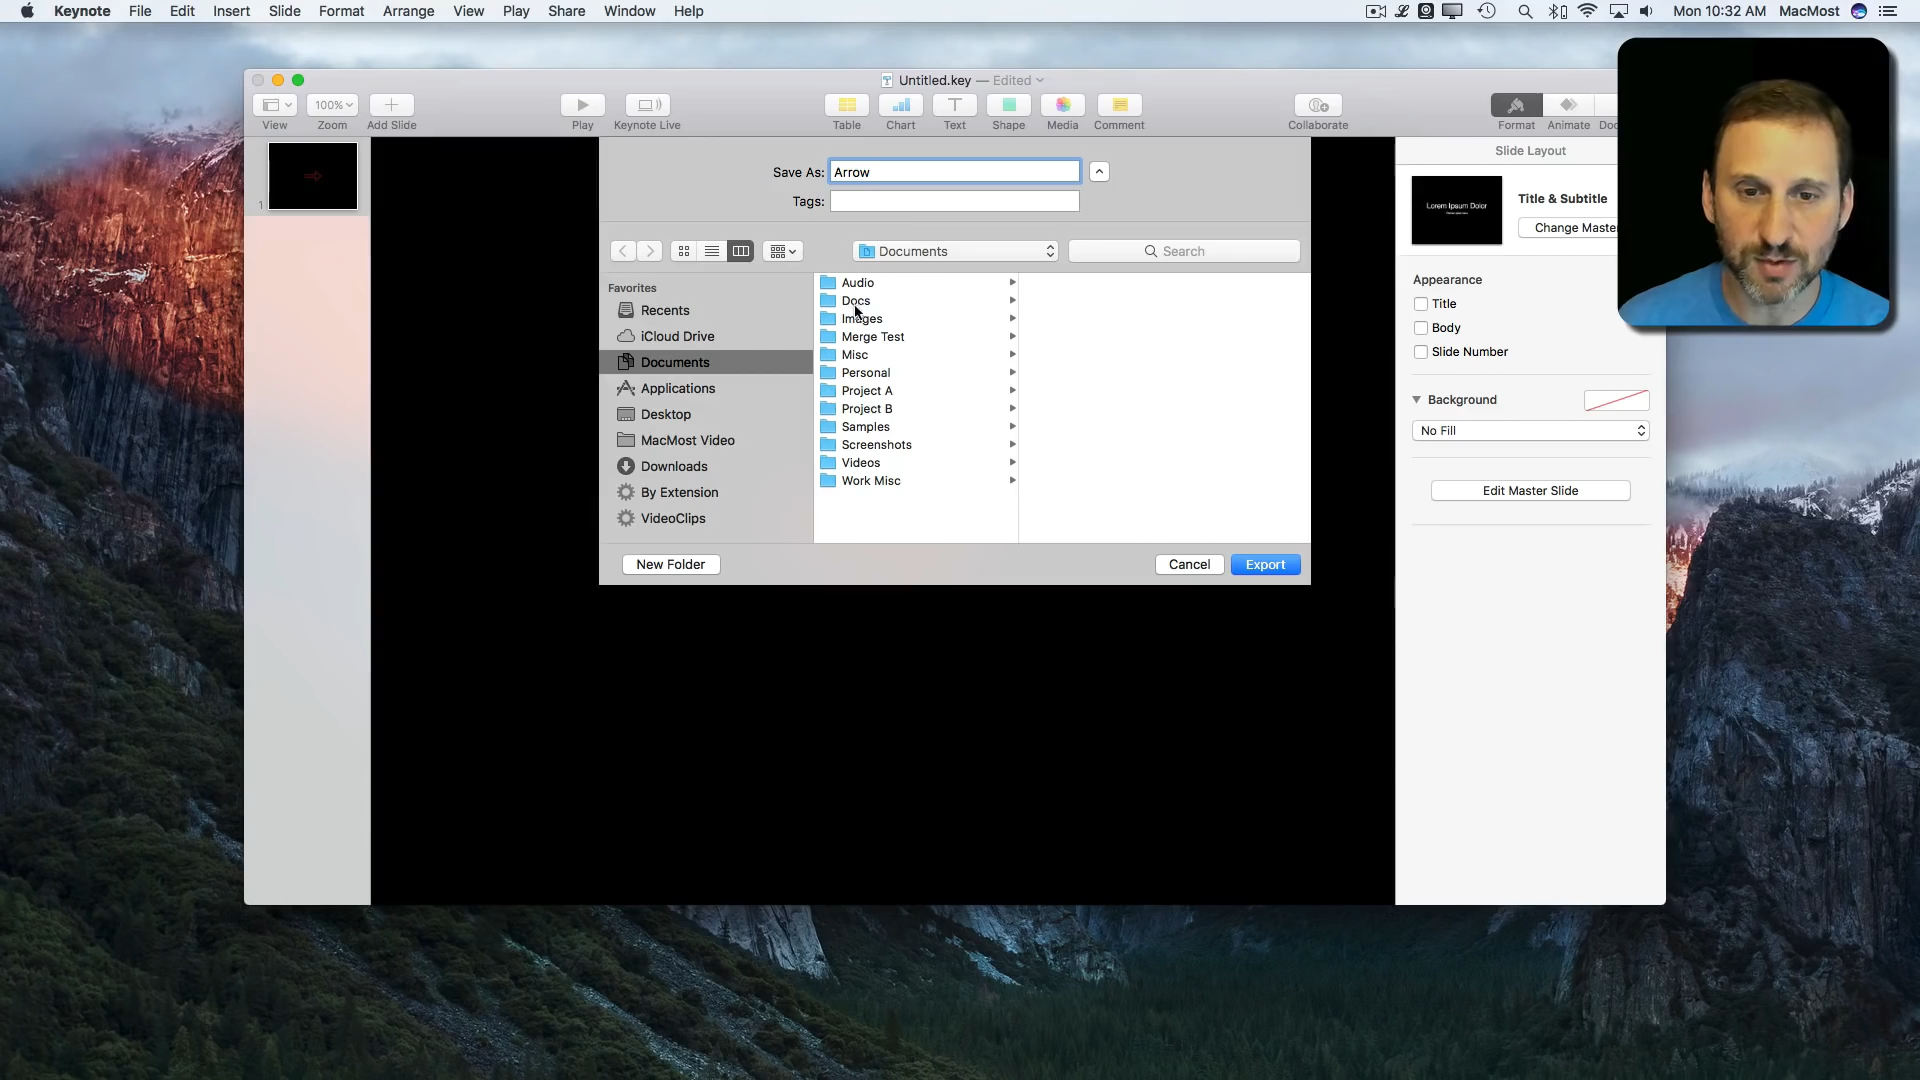 Keynote File Edit Insert Slide Format Arrange View Play Share Window Help Mon 10:32 AM MacMost
Untitled.key — Edited
100%
View Zoom Add Slide Play Keynote Live Table Chart Text Shape Media Comment Collaborate Format Animate Doc
Slide Layout
1
Save As: Arrow
Tags:
Documents
Search
Favorites
Recents
iCloud Drive
Documents
Applications
Desktop
MacMost Video
Downloads
By Extension
VideoClips
Audio
Docs
Images
Merge Test
Misc
Personal
Project A
Project B
Samples
Screenshots
Videos
Work Misc
New Folder Cancel Export
Lorem Ipsum Dolor
Title & Subtitle
Change Master
Appearance
Title
Body
Slide Number
Background
No Fill
Edit Master Slide